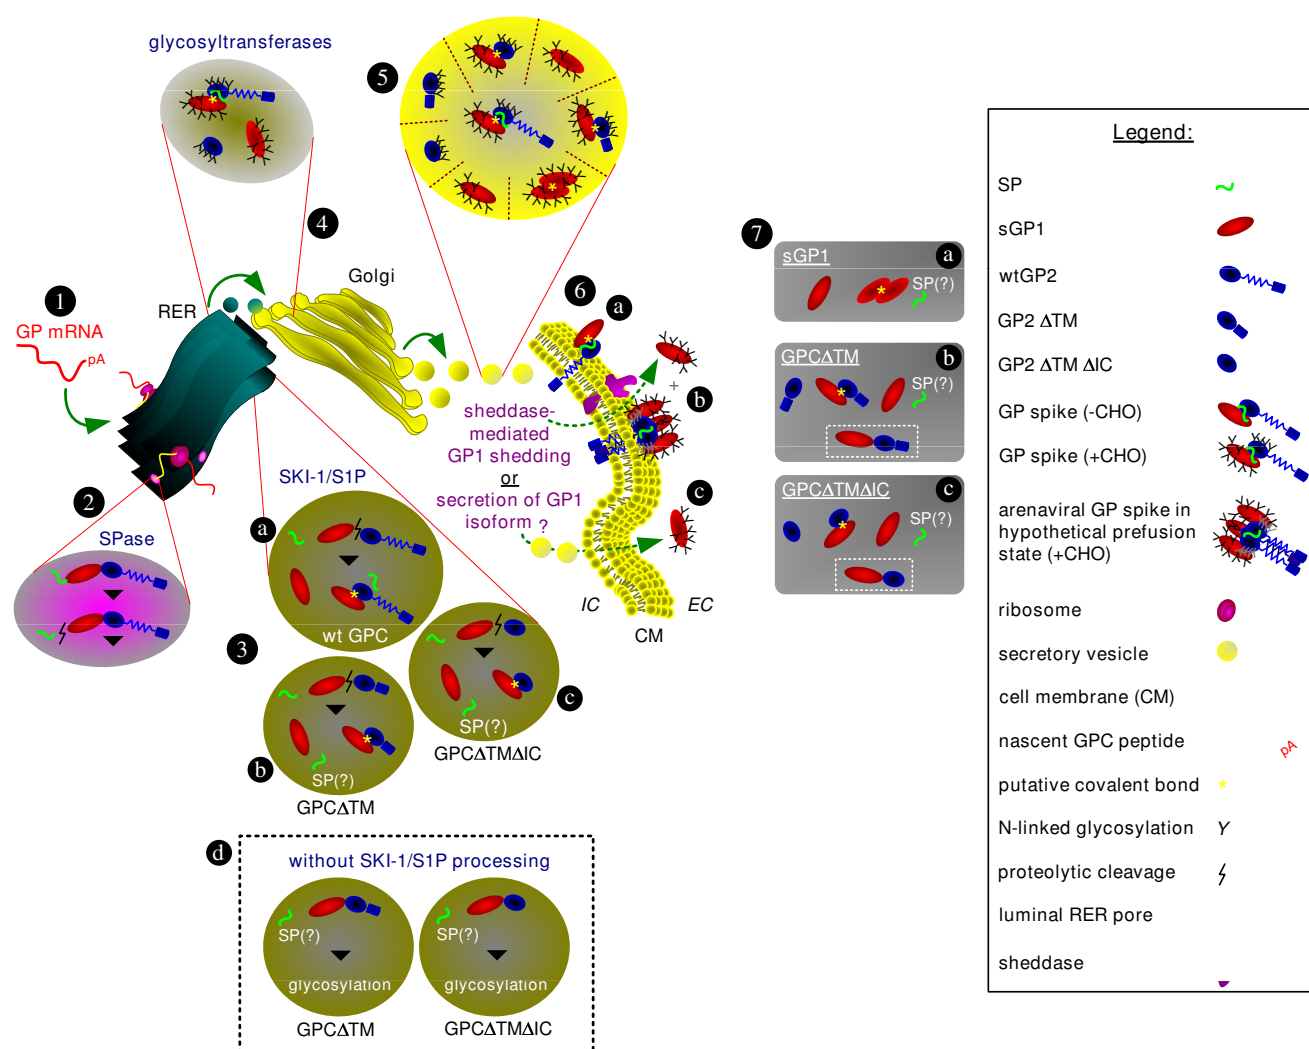 glycosyltransferases
5
4
7
sGP1
a
SP(?)
Golgi
1
GP mRNA
pA
RER
6
a
+
b
GPCΔTM
b
SP(?)
sheddase-
mediated
GP1 shedding
or
secretion of GP1
isoform ?
c
GPCΔTMΔIC
c
SP(?)
2
SPase
SKI-1/S1P
a
wt GPC
IC
EC
CM
3
c
SP(?)
GPCΔTMΔIC
b
SP(?)
GPCΔTM
d
without SKI-1/S1P processing
SP(?)
SP(?)
glycosylation
glycosylation
GPCΔTM
GPCΔTMΔIC
Legend:
SP
sGP1
wtGP2
GP2 ΔTM
GP2 ΔTM ΔIC
GP spike (-CHO)
GP spike (+CHO)
arenaviral GP spike in
hypothetical prefusion
state (+CHO)
ribosome
secretory vesicle
cell membrane (CM)
nascent GPC peptide
pA
putative covalent bond *
N-linked glycosylation Y
proteolytic cleavage
luminal RER pore
sheddase